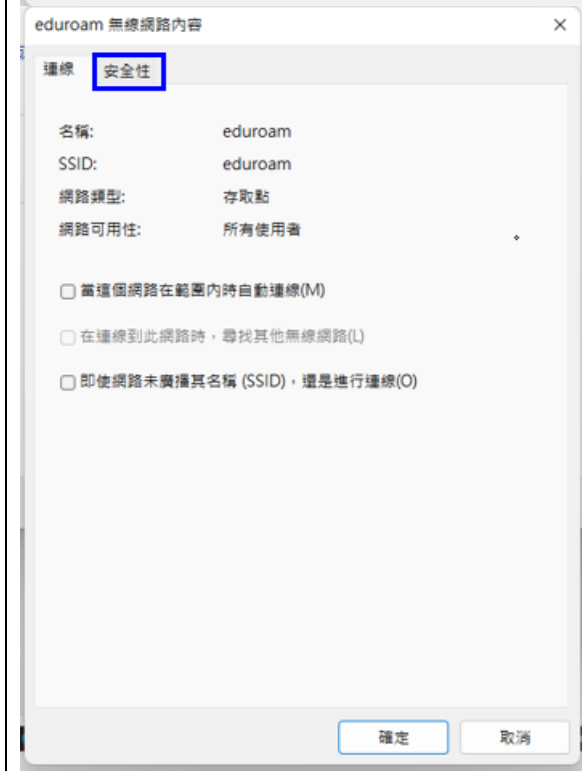 eduroam 無線網路內容
連線 安全性
名稱: eduroam
SSID: eduroam
網路類型: 存取點
網路可用性: 所有使用者
當這個網路在範圍內時自動連線(M)
在連線到此網路時，尋找其他無線網路(L)
即使網路未廣播其名稱 (SSID)，還是進行連線(O)
確定 取消